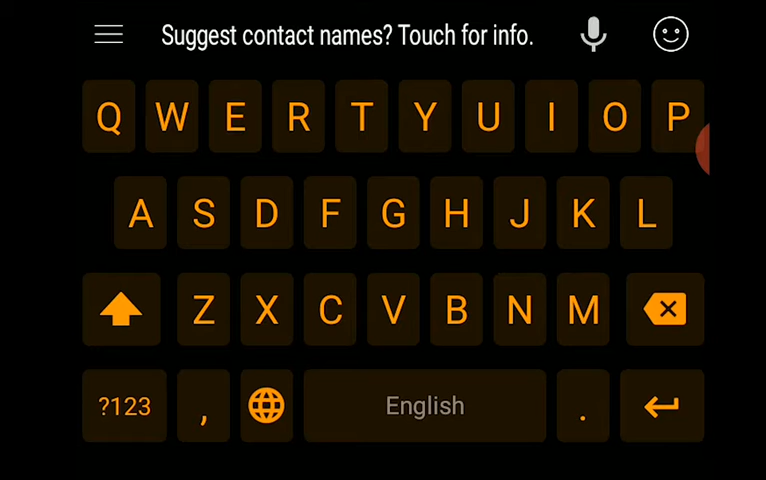 Suggest contact names? Touch for info.
Q W E R T Y U I O P
A S D F G H J K L
Z X C V B N M
?123 , English .